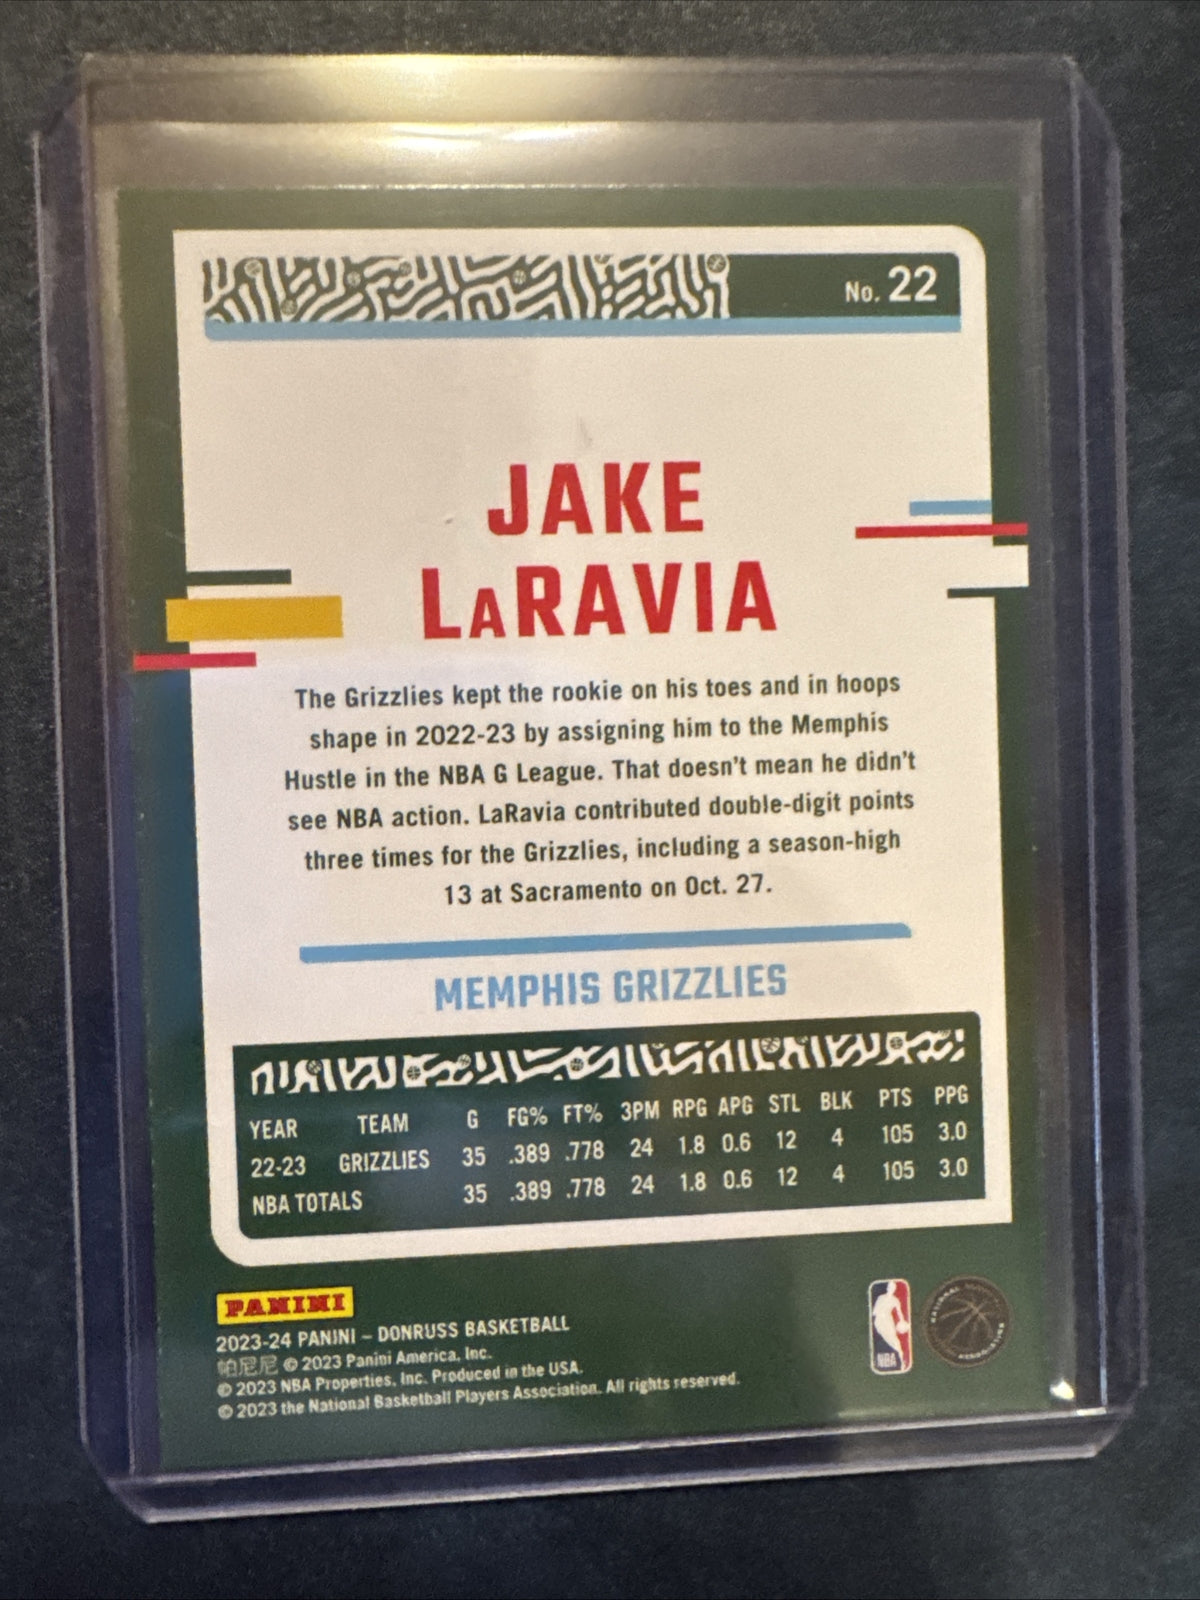 No. 22
JAKE
LaRAVIA
The Grizzlies kept the rookie on his toes and in hoops
shape in 2022-23 by assigning him to the Memphis
Hustle in the NBA G League. That doesn't mean he didn't
see NBA action. LaRavia contributed double-digit points
three times for the Grizzlies, including a season-high
13 at Sacramento on Oct. 27.
MEMPHIS GRIZZLIES
YEAR TEAM G FG% FT% 3PM RPG APG STL BLK PTS PPG
22-23 GRIZZLIES 35 .389 .778 24 1.8 0.6 12 4 105 3.0
NBA TOTALS 35 .389 .778 24 1.8 0.6 12 4 105 3.0
PANINI
2023-24 PANINI – DONRUSS BASKETBALL
帕尼尼 © 2023 Panini America, Inc.
© 2023 NBA Properties, Inc. Produced in the USA.
© 2023 the National Basketball Players Association. All rights reserved.
NBA